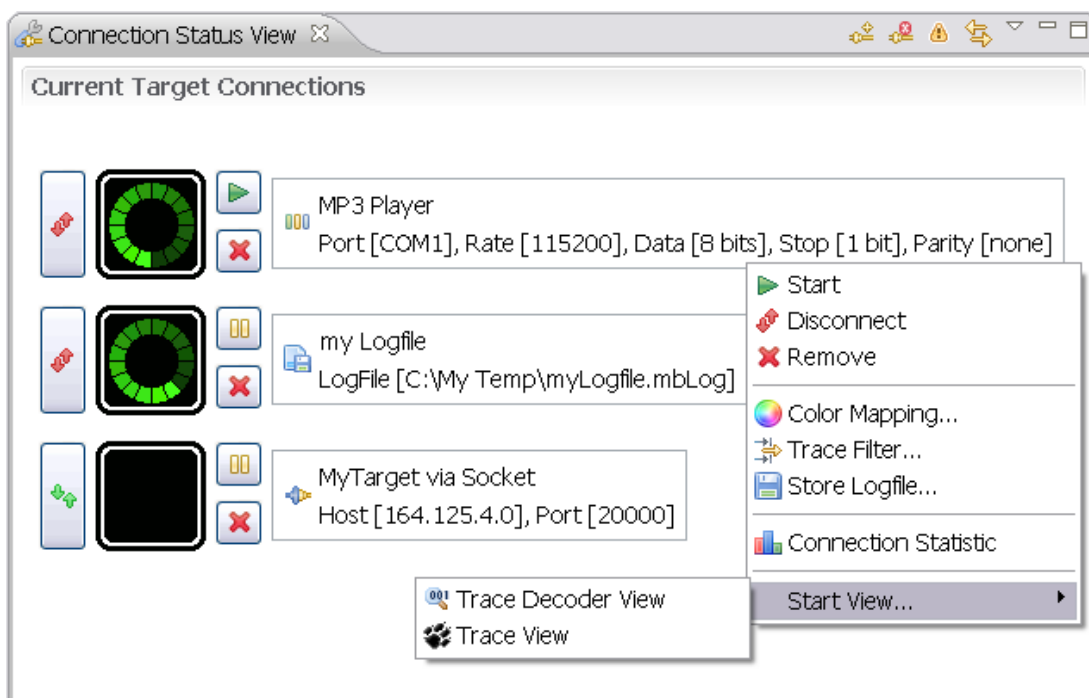 Connection Status View
Current Target Connections
MP3 Player
Port [COM1], Rate [115200], Data [8 bits], Stop [1 bit], Parity [none]
my Logfile
LogFile [C:\My Temp\myLogfile.mbLog]
MyTarget via Socket
Host [164.125.4.0], Port [20000]
Start
Disconnect
Remove
Color Mapping...
Trace Filter...
Store Logfile...
Connection Statistic
Start View...
001 Trace Decoder View
Trace View